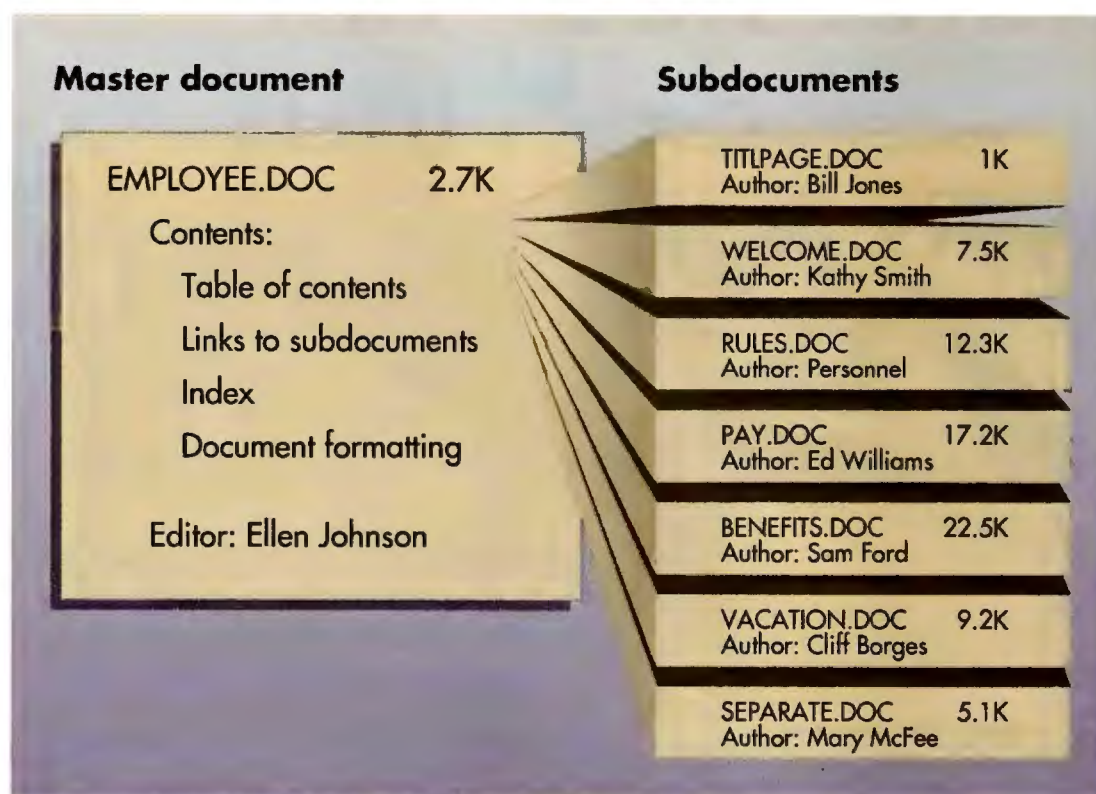 Master document
EMPLOYEE.DOC 2.7K
Contents:
Table of contents
Links to subdocuments
Index
Document formatting
Editor: Ellen Johnson
Subdocuments
TITLPAGE.DOC 1K
Author: Bill Jones
WELCOME.DOC 7.5K
Author: Kathy Smith
RULES.DOC 12.3K
Author: Personnel
PAY.DOC 17.2K
Author: Ed Williams
BENEFITS.DOC 22.5K
Author: Sam Ford
VACATION.DOC 9.2K
Author: Cliff Borges
SEPARATE.DOC 5.1K
Author: Mary McFee